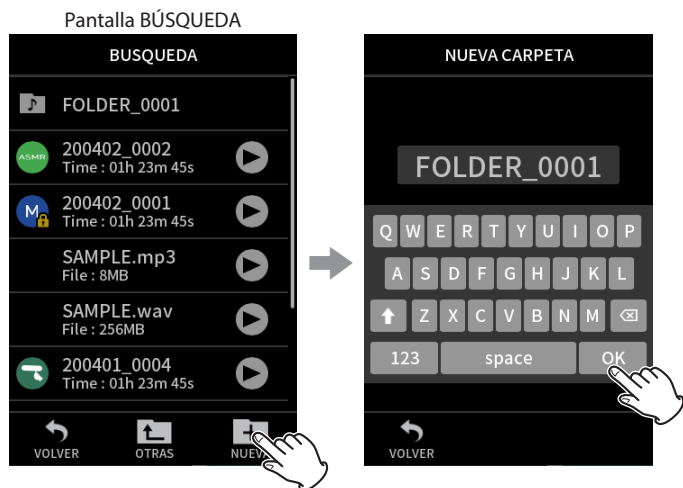 Pantalla BÚSQUEDA
BUSQUEDA
FOLDER_0001
ASMR
200402_0002
Time : 01h 23m 45s
M
200402_0001
Time : 01h 23m 45s
SAMPLE.mp3
File : 8MB
SAMPLE.wav
File : 256MB
200401_0004
Time : 01h 23m 45s
VOLVER OTRAS NUEVA
NUEVA CARPETA
FOLDER_0001
Q W E R T Y U I O P
A S D F G H J K L
Z X C V B N M
123 space OK
VOLVER